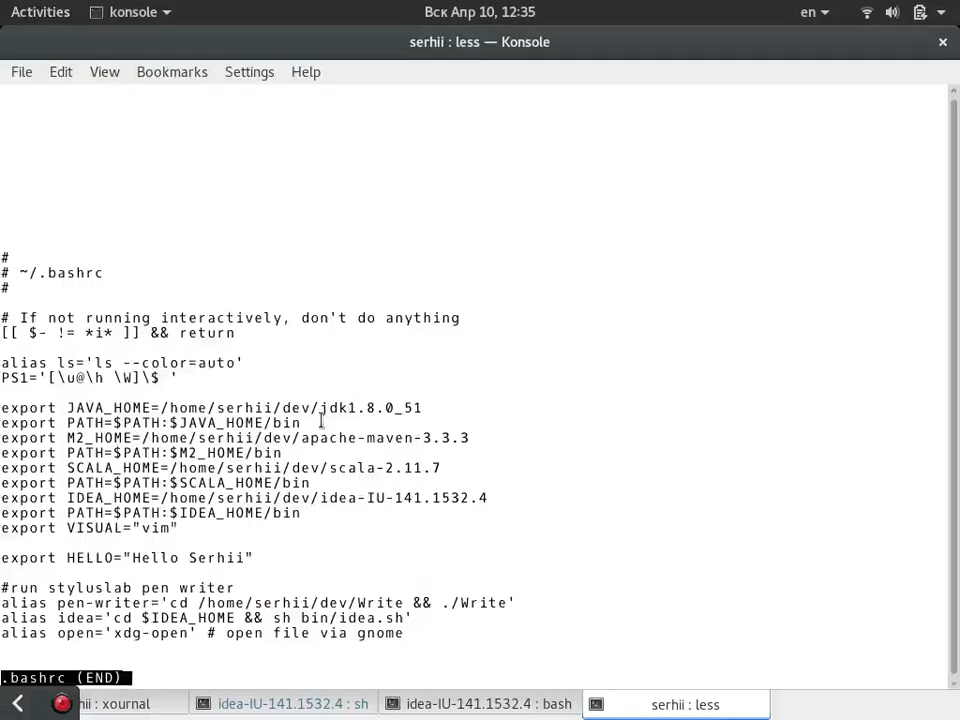 Activities konsole Вск Апр 10, 12:35 en
serhii : less — Konsole
File Edit View Bookmarks Settings Help
#
# ~/.bashrc
#
# If not running interactively, don't do anything
[[ $- != *i* ]] && return
alias ls='ls --color=auto'
PS1='[\u@\h \W]\$ '
export JAVA_HOME=/home/serhii/dev/jdk1.8.0_51
export PATH=$PATH:$JAVA_HOME/bin
export M2_HOME=/home/serhii/dev/apache-maven-3.3.3
export PATH=$PATH:$M2_HOME/bin
export SCALA_HOME=/home/serhii/dev/scala-2.11.7
export PATH=$PATH:$SCALA_HOME/bin
export IDEA_HOME=/home/serhii/dev/idea-IU-141.1532.4
export PATH=$PATH:$IDEA_HOME/bin
export VISUAL="vim"
export HELLO="Hello Serhii"
#run styluslab pen writer
alias pen-writer='cd /home/serhii/dev/Write && ./Write'
alias idea='cd $IDEA_HOME && sh bin/idea.sh'
alias open='xdg-open' # open file via gnome
.bashrc (END)
hii : xournal idea-IU-141.1532.4 : sh idea-IU-141.1532.4 : bash serhii : less